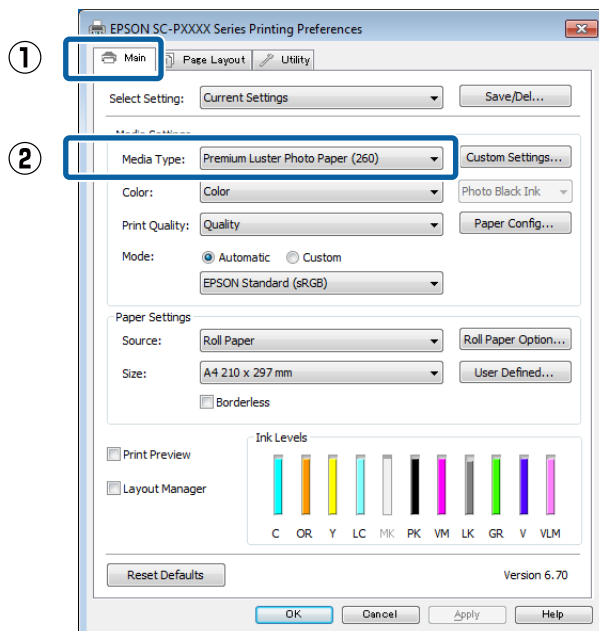 EPSON SC-PXXXX Series Printing Preferences
① Main Page Layout Utility
Select Setting: Current Settings Save/Del...
Media Settings
② Media Type: Premium Luster Photo Paper (260) Custom Settings...
Color: Color Photo Black Ink
Print Quality: Quality Paper Config...
Mode: Automatic Custom
EPSON Standard (sRGB)
Paper Settings
Source: Roll Paper Roll Paper Option...
Size: A4 210 x 297 mm User Defined...
Borderless
Ink Levels
Print Preview
Layout Manager
C OR Y LC MK PK VM LK GR V VLM
Reset Defaults Version 6.70
OK Cancel Apply Help